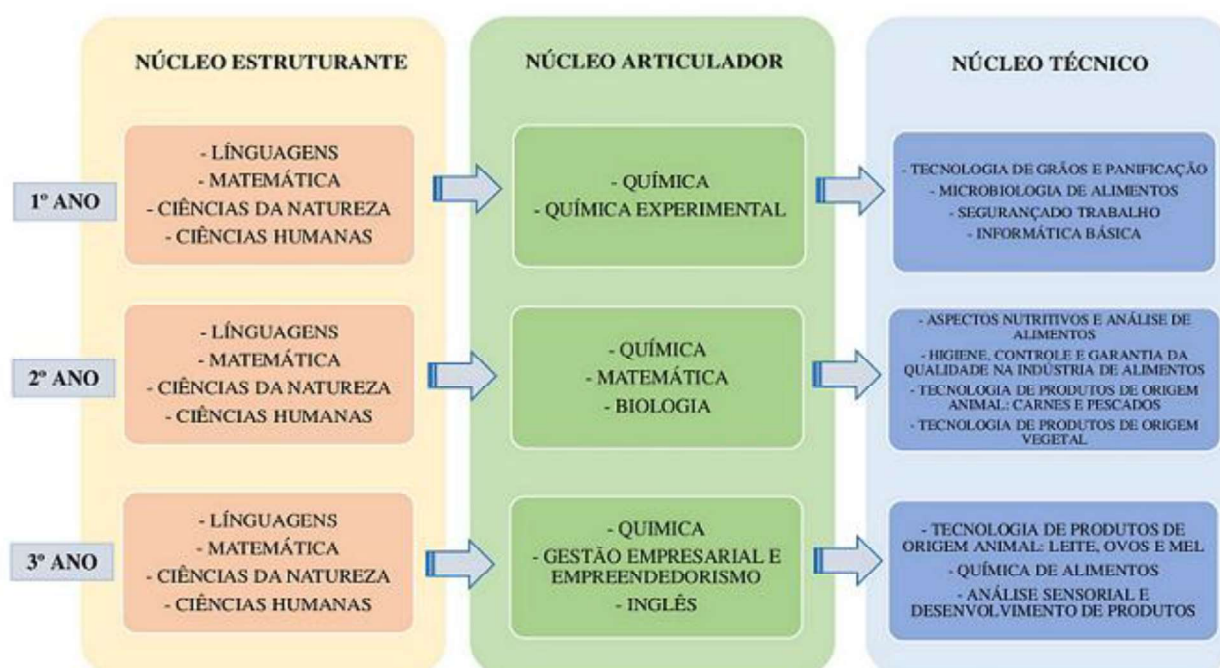 NÚCLEO ESTRUTURANTE
NÚCLEO ARTICULADOR
NÚCLEO TÉCNICO
1º ANO
- LÍNGUAGENS
- MATEMÁTICA
- CIÊNCIAS DA NATUREZA
- CIÊNCIAS HUMANAS
- QUÍMICA
- QUÍMICA EXPERIMENTAL
- TECNOLOGIA DE GRÃOS E PANIFICAÇÃO
- MICROBIOLOGIA DE ALIMENTOS
- SEGURANÇADO TRABALHO
- INFORMÁTICA BÁSICA
2º ANO
- LÍNGUAGENS
- MATEMÁTICA
- CIÊNCIAS DA NATUREZA
- CIÊNCIAS HUMANAS
- QUÍMICA
- MATEMÁTICA
- BIOLOGIA
- ASPECTOS NUTRITIVOS E ANÁLISE DE
ALIMENTOS
- HIGIENE, CONTROLE E GARANTIA DA
QUALIDADE NA INDÚSTRIA DE ALIMENTOS
- TECNOLOGIA DE PRODUTOS DE ORIGEM
ANIMAL: CARNES E PESCADOS
- TECNOLOGIA DE PRODUTOS DE ORIGEM
VEGETAL
3º ANO
- LÍNGUAGENS
- MATEMÁTICA
- CIÊNCIAS DA NATUREZA
- CIÊNCIAS HUMANAS
- QUIMICA
- GESTÃO EMPRESARIAL E
EMPREENDEDORISMO
- INGLÊS
- TECNOLOGIA DE PRODUTOS DE
ORIGEM ANIMAL: LEITE, OVOS E MEL
- QUÍMICA DE ALIMENTOS
- ANÁLISE SENSORIAL E
DESENVOLVIMENTO DE PRODUTOS